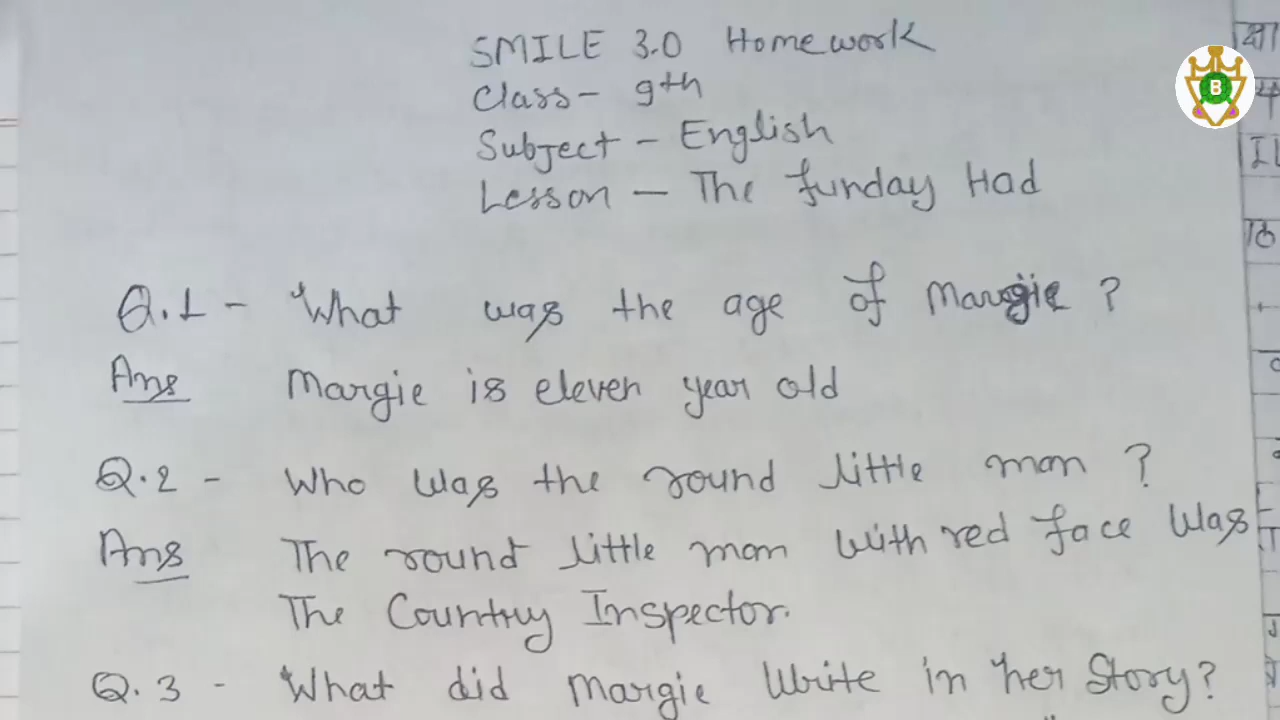 SMILE 3.0 Homework
Class - 9th
Subject - English
Lesson - The funday Had
B
Q.1 - What was the age of Margie ?
Ans Margie is eleven year old
Q.2 - Who was the round little man ?
Ans The round little man with red face was
The Country Inspector.
Q.3 - What did Margie write in her Story?